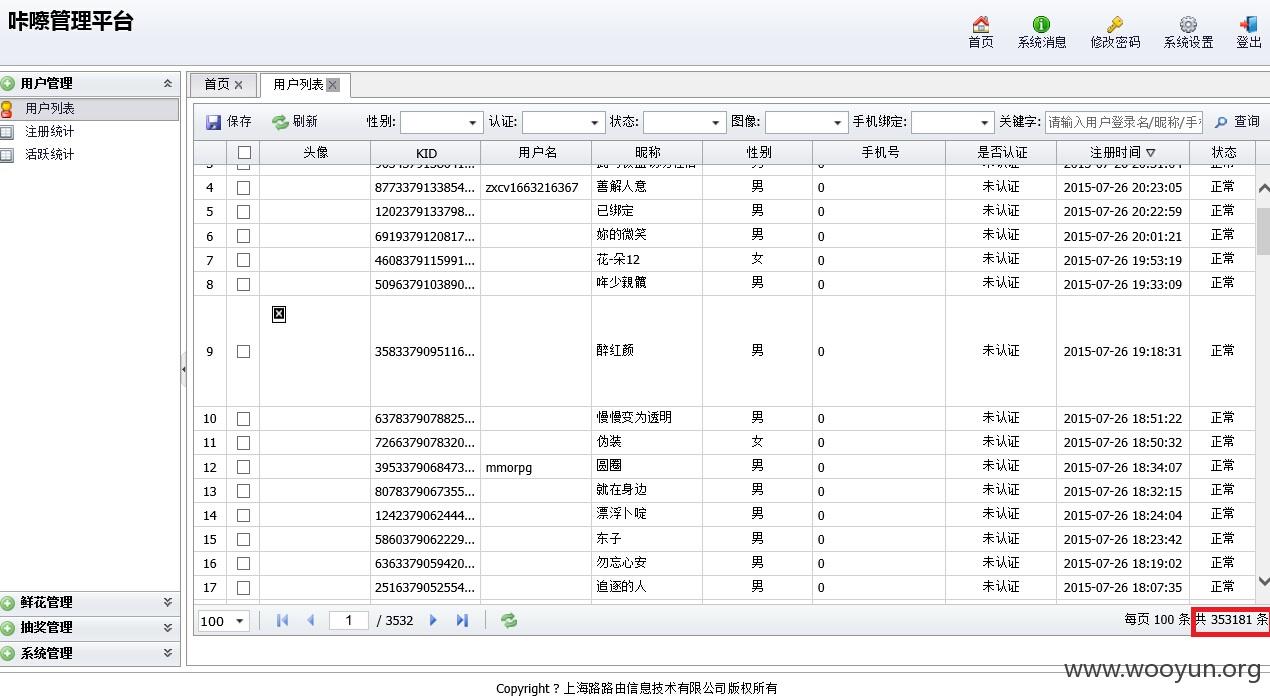 咔嚓管理平台
首页 系统消息 修改密码 系统设置 登出
用户管理
用户列表
注册统计
活跃统计
鲜花管理
抽奖管理
系统管理
首页 用户列表
保存 刷新 性别: 认证: 状态: 图像: 手机绑定: 关键字: 请输入用户登录名/昵称/手 查询
头像 KID 用户名 昵称 性别 手机号 是否认证 注册时间 状态
4 8773379133854... zxcv1663216367 善解人意 男 0 未认证 2015-07-26 20:23:05 正常
5 1202379133798... 已绑定 男 0 未认证 2015-07-26 20:22:59 正常
6 6919379120817... 妳的微笑 男 0 未认证 2015-07-26 20:01:21 正常
7 4608379115991... 花-朵12 女 0 未认证 2015-07-26 19:53:19 正常
8 5096379103890... 男 0 未认证 2015-07-26 19:33:09 正常
9 3583379095116... 醉红颜 男 0 未认证 2015-07-26 19:18:31 正常
10 6378379078825... 慢慢变为透明 男 0 未认证 2015-07-26 18:51:22 正常
11 7266379078320... 伪装 女 0 未认证 2015-07-26 18:50:32 正常
12 3953379068473... mmorpg 圆圈 男 0 未认证 2015-07-26 18:34:07 正常
13 8078379067355... 就在身边 男 0 未认证 2015-07-26 18:32:15 正常
14 1242379062444... 漂浮卜啶 男 0 未认证 2015-07-26 18:24:04 正常
15 5860379062229... 东子 男 0 未认证 2015-07-26 18:23:42 正常
16 6363379059420... 勿忘心安 男 0 未认证 2015-07-26 18:19:02 正常
17 2516379052554... 追逐的人 男 0 未认证 2015-07-26 18:07:35 正常
100 1 / 3532 每页 100 条 共 353181 条
www.wooyun.org
Copyright ? 上海路路由信息技术有限公司版权所有